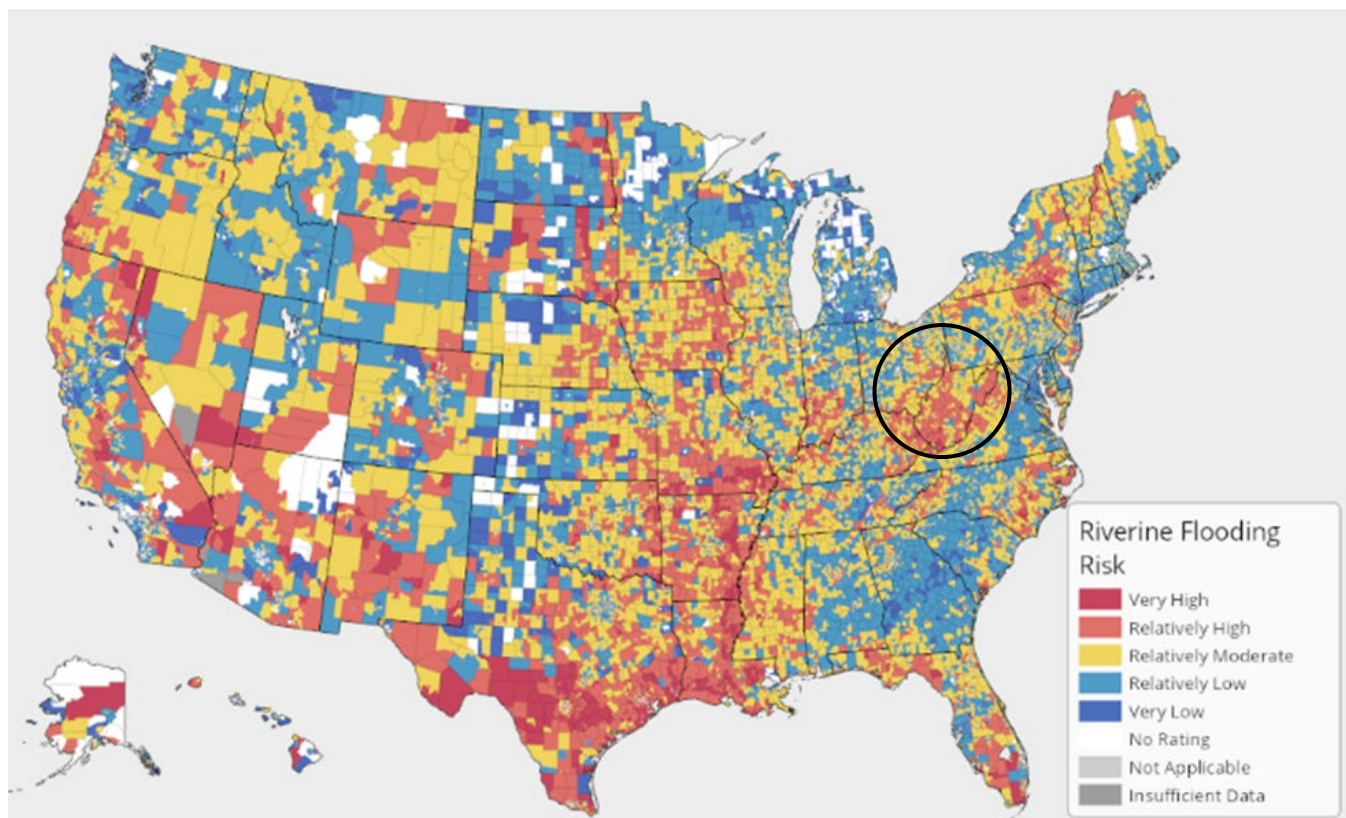 Riverine Flooding
Risk
Very High
Relatively High
Relatively Moderate
Relatively Low
Very Low
No Rating
Not Applicable
Insufficient Data